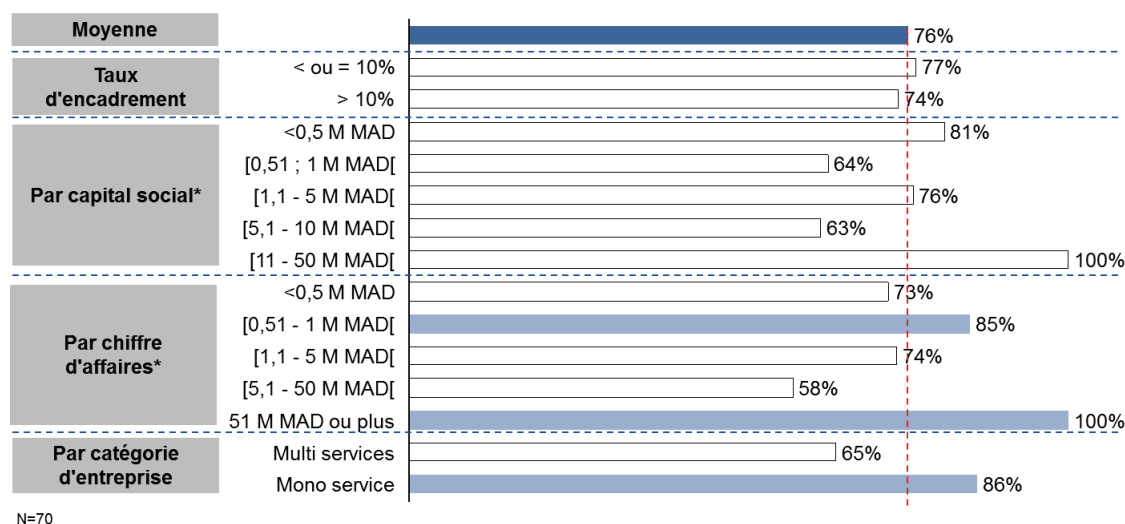 Moyenne
76%
Taux
d'encadrement
< ou = 10%
77%
> 10%
74%
Par capital social*
<0,5 M MAD
81%
[0,51 ; 1 M MAD[
64%
[1,1 - 5 M MAD[
76%
[5,1 - 10 M MAD[
63%
[11 - 50 M MAD[
100%
Par chiffre
d'affaires*
<0,5 M MAD
73%
[0,51 - 1 M MAD[
85%
[1,1 - 5 M MAD[
74%
[5,1 - 50 M MAD[
58%
51 M MAD ou plus
100%
Par catégorie
d'entreprise
Multi services
65%
Mono service
86%
N=70